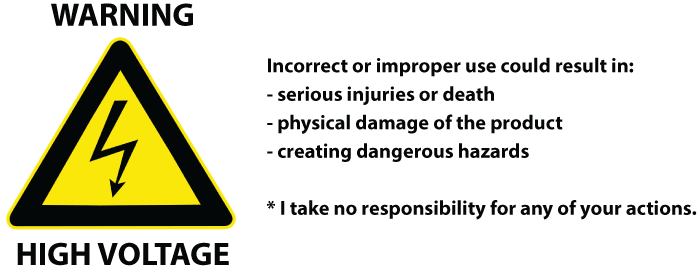 WARNING
Incorrect or improper use could result in:
- serious injuries or death
- physical damage of the product
- creating dangerous hazards
* I take no responsibility for any of your actions.
HIGH VOLTAGE